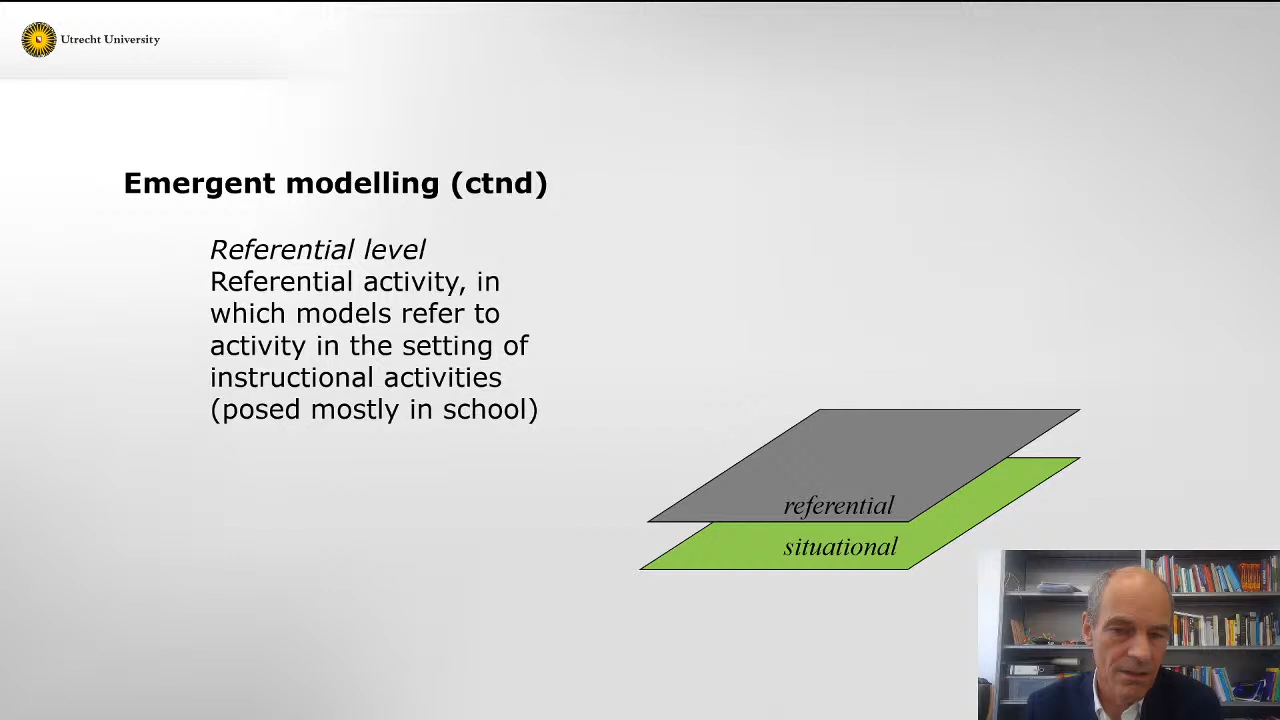 Utrecht University
Emergent modelling (ctnd)
Referential level
Referential activity, in
which models refer to
activity in the setting of
instructional activities
(posed mostly in school)
referential
situational